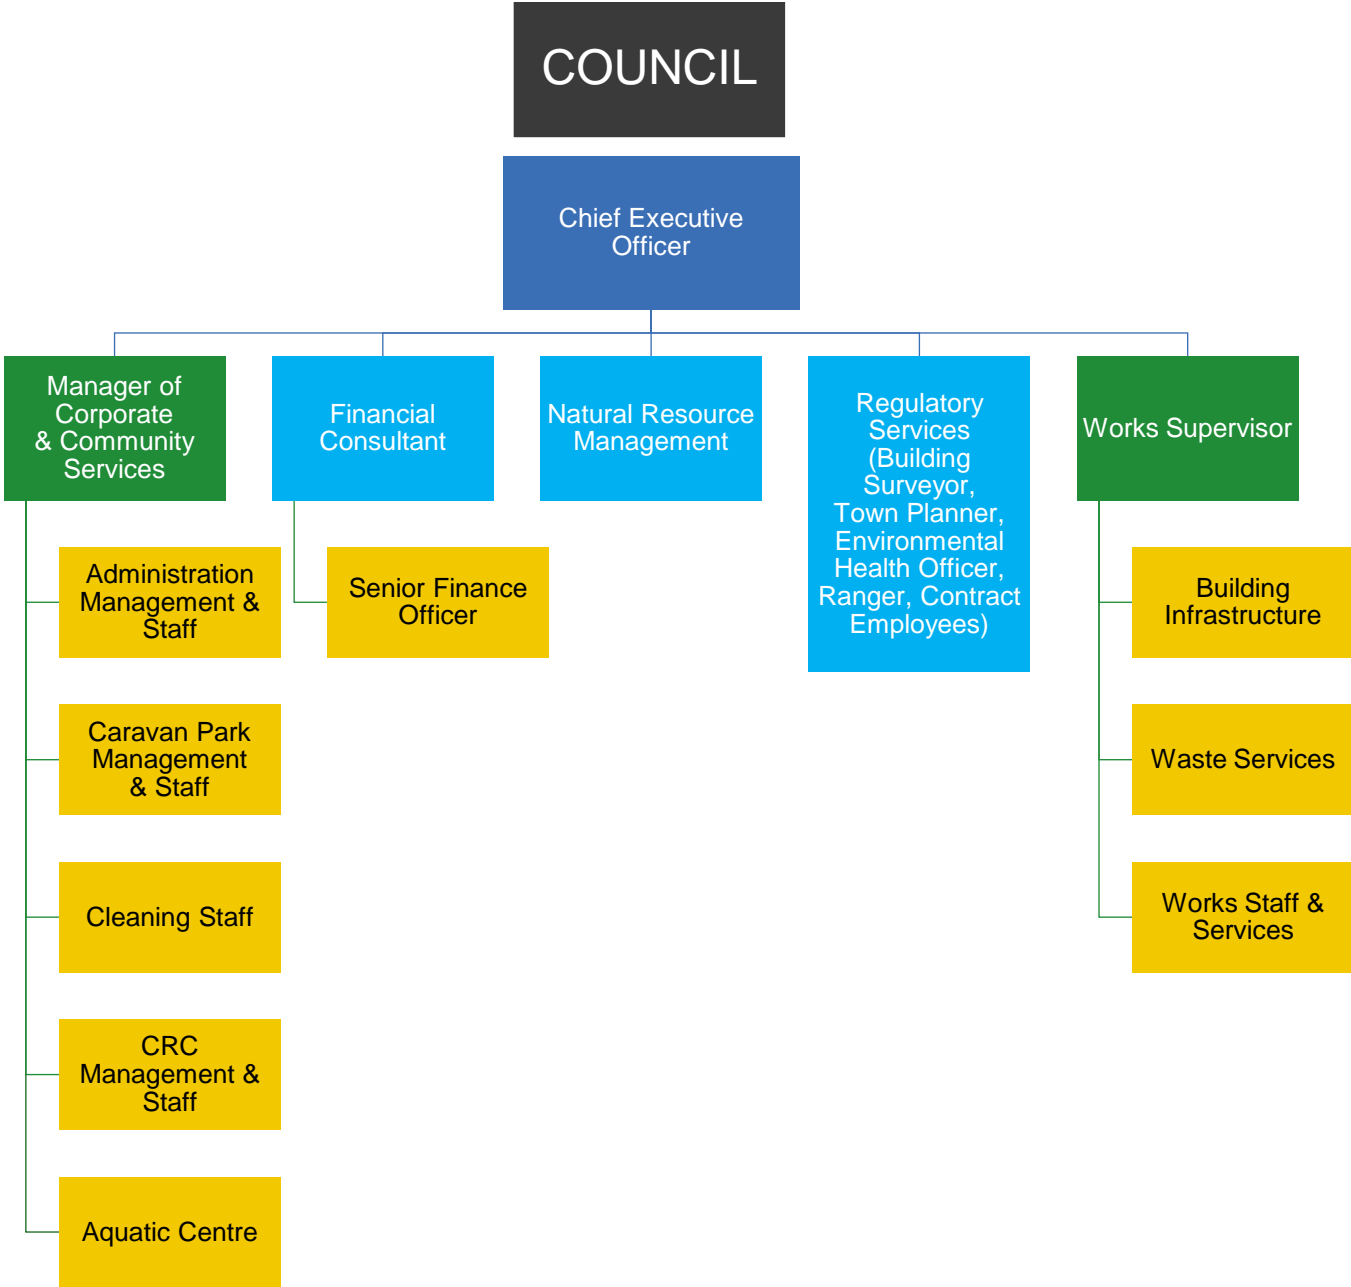 COUNCIL
Chief Executive
Officer
Manager of
Corporate
& Community
Services
Financial
Consultant
Natural Resource
Management
Regulatory
Services
(Building
Surveyor,
Town Planner,
Environmental
Health Officer,
Ranger, Contract
Employees)
Works Supervisor
Administration
Management &
Staff
Senior Finance
Officer
Building
Infrastructure
Caravan Park
Management
& Staff
Waste Services
Cleaning Staff
Works Staff &
Services
CRC
Management &
Staff
Aquatic Centre